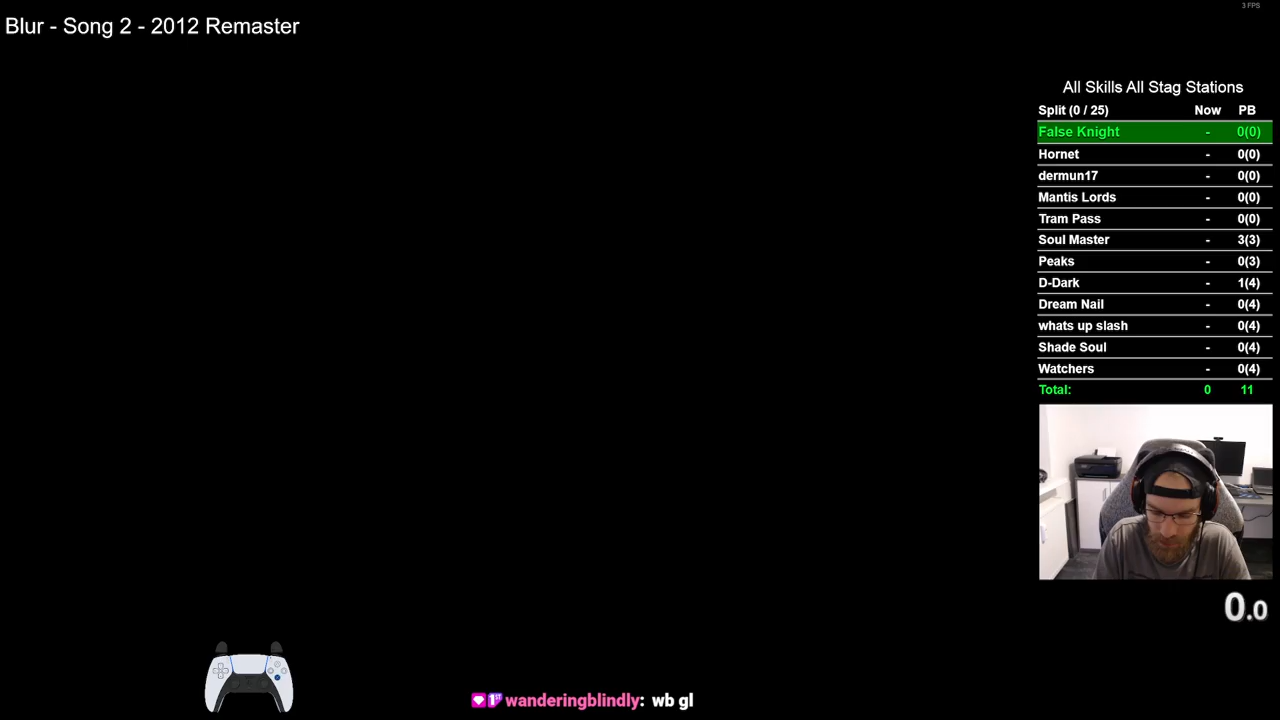 3 FPS
Blur - Song 2 - 2012 Remaster
All Skills All Stag Stations
Split (0 / 25) Now PB
False Knight - 0(0)
Hornet - 0(0)
dermun17 - 0(0)
Mantis Lords - 0(0)
Tram Pass - 0(0)
Soul Master - 3(3)
Peaks - 0(3)
D-Dark - 1(4)
Dream Nail - 0(4)
whats up slash - 0(4)
Shade Soul - 0(4)
Watchers - 0(4)
Total: 0 11
0.0
1ST wanderingblindly: wb gl